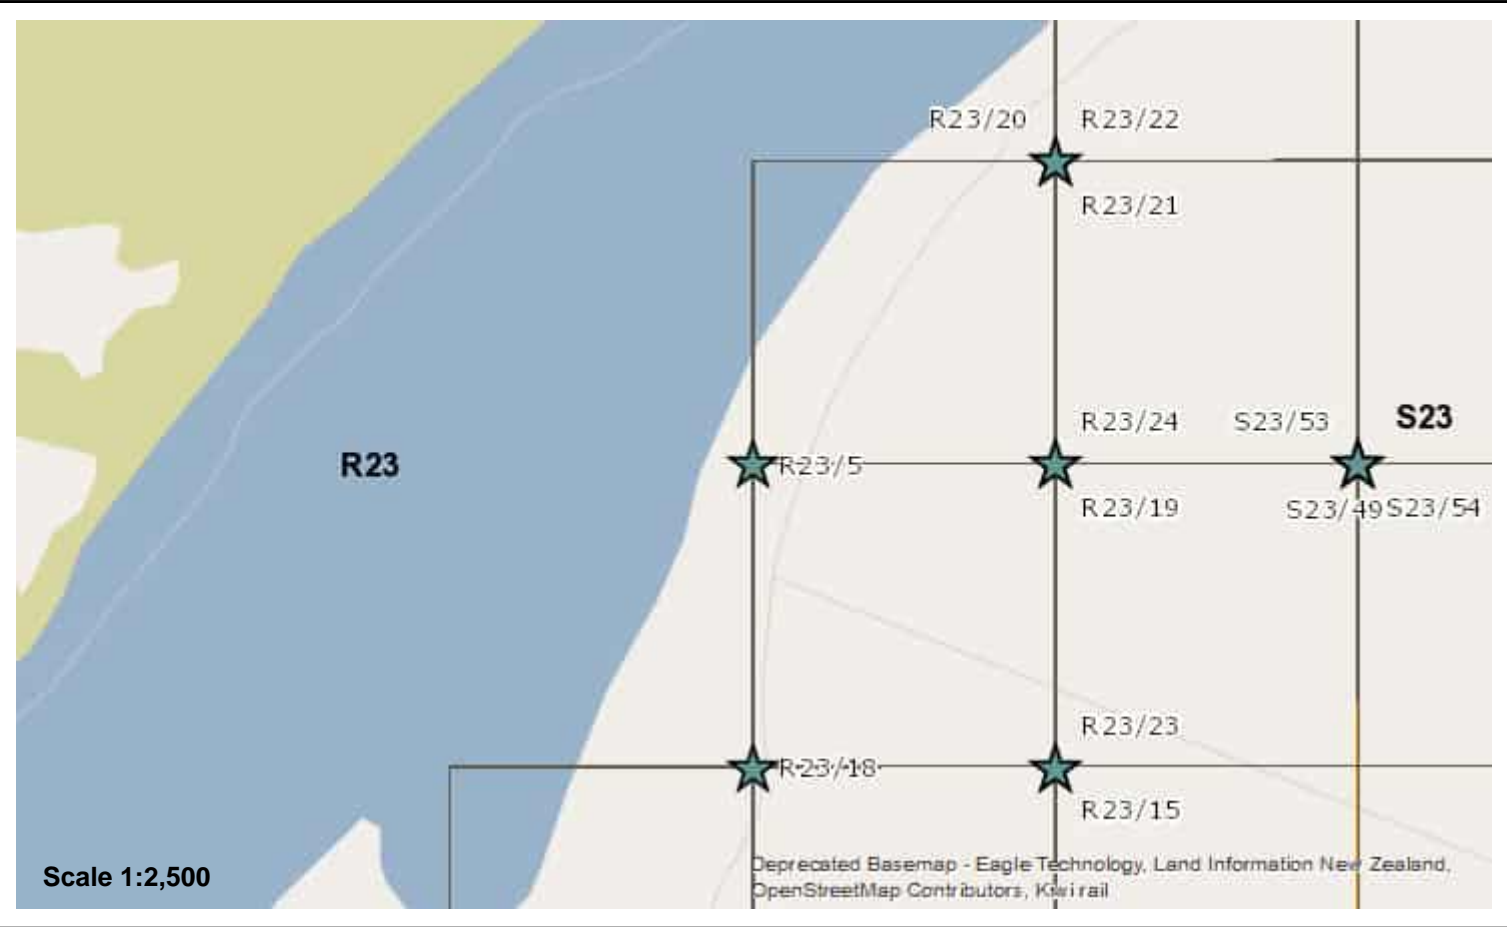 R23/20 R23/22
R23/21
R23/24 S23/53 S23
R23 R23/5
R23/19 S23/49 S23/54
R23/23
R23/18
R23/15
Deprecated Basemap - Eagle Technology, Land Information New Zealand,
Scale 1:2,500
OpenStreetMap Contributors, Kiwirail